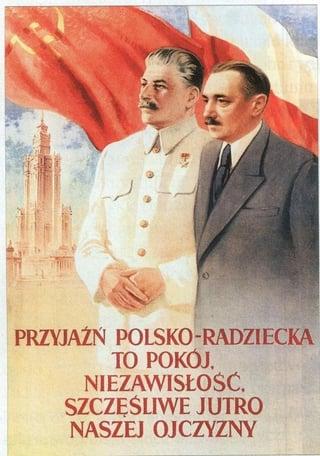 PRZYJAŹŃ POLSKO-RADZIECKA
TO POKÓJ,
NIEZAWISŁOŚĆ,
SZCZĘŚLIWE JUTRO
NASZEJ OJCZYZNY